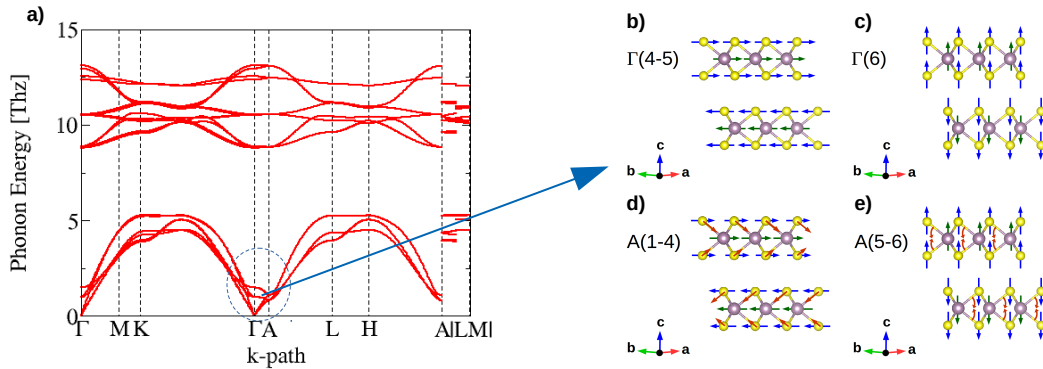 a)
15
10
5
0
Phonon Energy [Thz]
Γ M K Γ A L H A|LM|
k-path
b)
Γ(4-5)
c
b a
c)
Γ(6)
c
b a
d)
A(1-4)
c
b a
e)
A(5-6)
c
b a